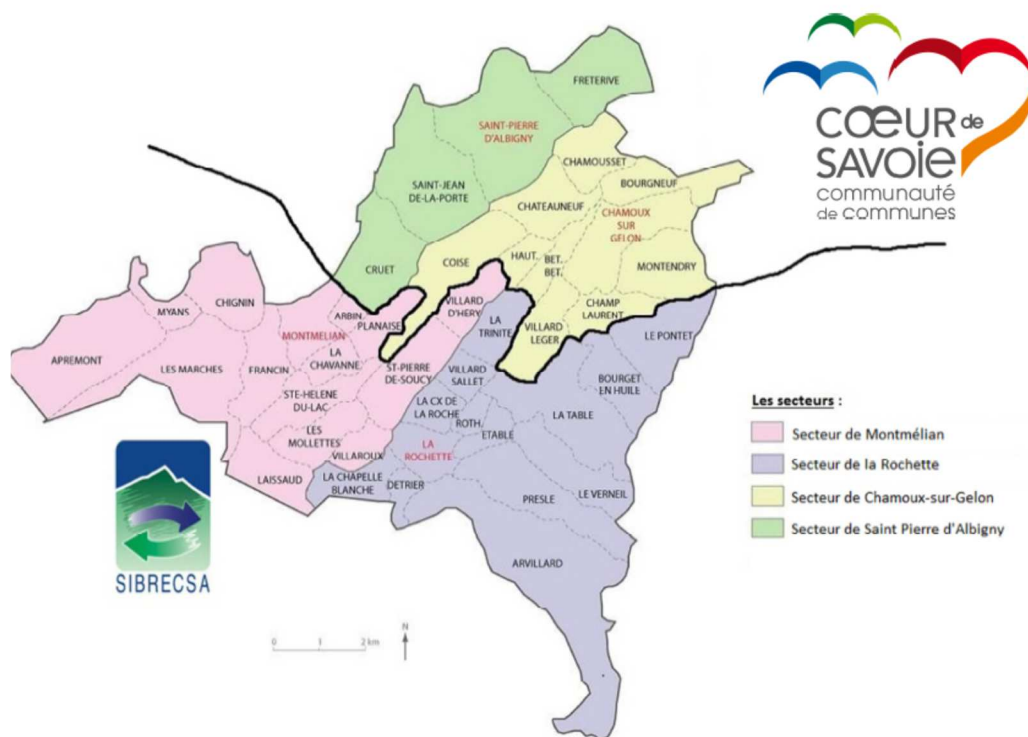 CŒUR de
SAVOIE
communauté
de communes
FRETERIVE
SAINT-PIERRE
D'ALBIGNY
CHAMOUSSET
SAINT-JEAN
DE-LA-PORTE
BOURGNEUF
CHATEAUNEUF
CHAMOUX
SUR
GELON
CRUET
COISE
HAUT.
BET.
BET.
MONTENDRY
CHIGNIN
MYANS
ARBIN
PLANAISE
VILLARD
D'HERY
LA
TRINITE
CHAMP
LAURENT
VILLARD
LEGER
LE PONTET
MONTMELIAN
APREMONT
LES MARCHES
FRANCIN
LA
CHAVANNE
ST-PIERRE
DE-SOUCY
VILLARD
SALLET
BOURGET
EN HUILE
STE-HELENE
DU-LAC
LA CX DE
LA ROCHE
ROTH.
ETABLE
LA TABLE
LES
MOLLETTES
VILLAROUX
LA
ROCHETTE
LAISSAUD
LA CHAPELLE
BLANCHE
DETRIER
PRESLE
LE VERNEIL
ARVILLARD
Les secteurs :
Secteur de Montmélian
Secteur de la Rochette
Secteur de Chamoux-sur-Gelon
Secteur de Saint Pierre d'Albigny
SIBRECSA
0 1 2 km
N